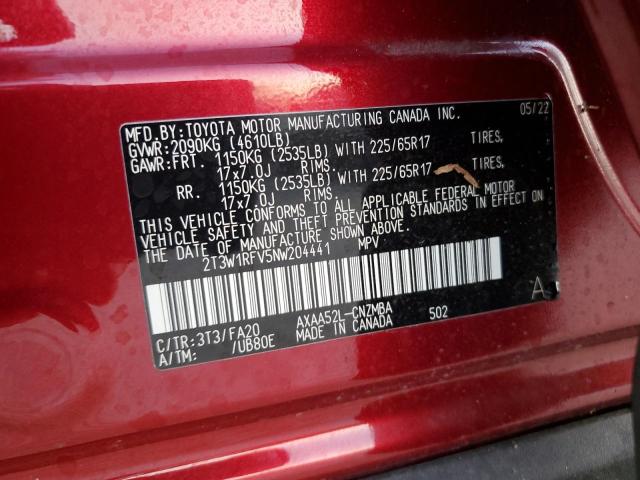 MFD.BY:TOYOTA MOTOR MANUFACTURING CANADA INC. 05/22
GVWR:2090KG (4610LB)
GAWR:FRT. 1150KG (2535LB) WITH 225/65R17 TIRES,
17x7.0J RIMS.
RR. 1150KG (2535LB) WITH 225/65R17 TIRES,
17x7.0J RIMS.
THIS VEHICLE CONFORMS TO ALL APPLICABLE FEDERAL MOTOR
VEHICLE SAFETY AND THEFT PREVENTION STANDARDS IN EFFECT ON
THE DATE OF MANUFACTURE SHOWN ABOVE.
2T3W1RFV5NW204441 MPV
A
C/TR:3T3/FA20 AXAA52L-CNZMBA 502
A/TM: /UB80E MADE IN CANADA